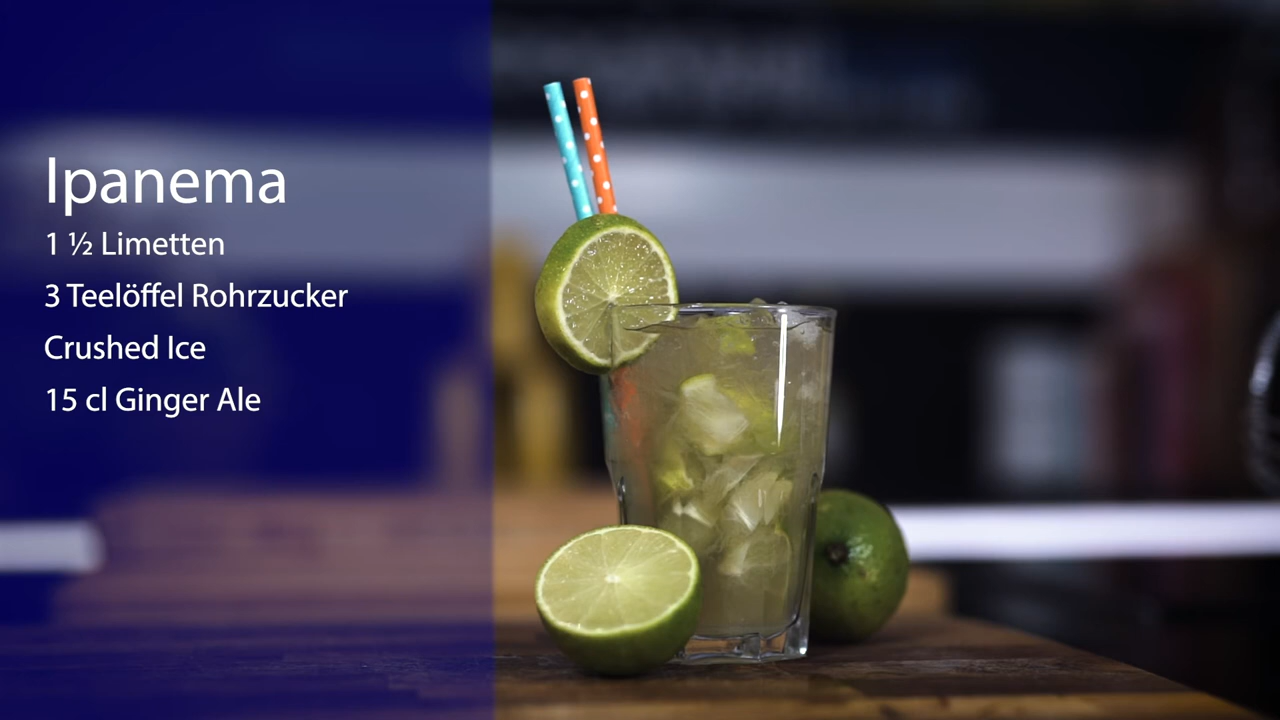 Ipanema
1 ½ Limetten
3 Teelöffel Rohrzucker
Crushed Ice
15 cl Ginger Ale